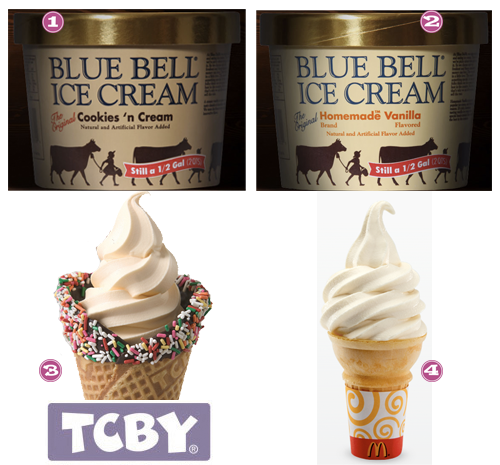 1
BLUE BELL®
ICE CREAM
The Original Cookies 'n Cream
Natural and Artificial Flavor Added
Still a 1/2 Gal
2
BLUE BELL®
ICE CREAM
The Original Homemade Vanilla
Brand Flavored
Natural and Artificial Flavor Added
Still a 1/2 Gal
3
4
TCBY®
M